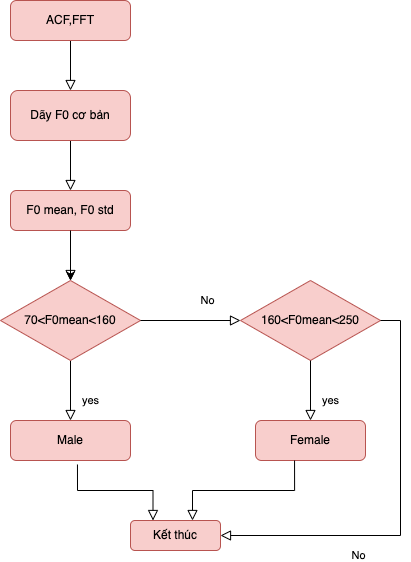 ACF,FFT
Dãy F0 cơ bản
F0 mean, F0 std
70<F0mean<160
No
160<F0mean<250
yes
yes
Male
Female
Kết thúc
No